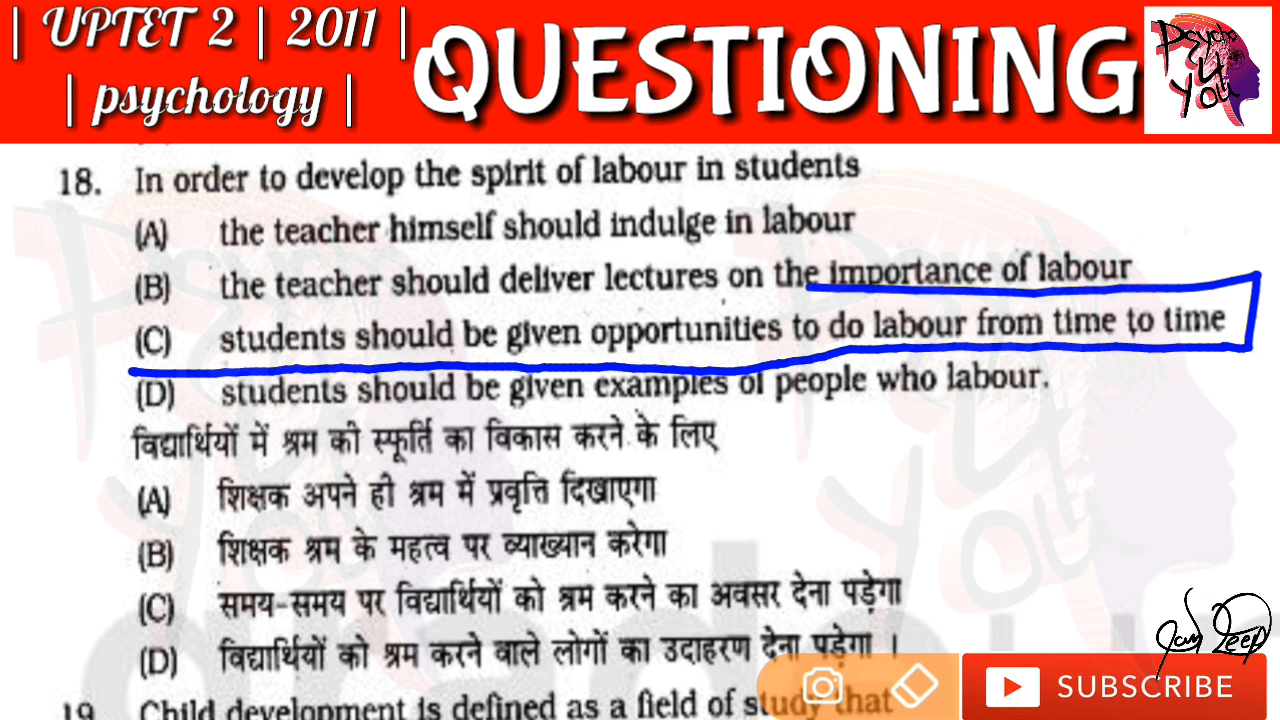 | UPTET 2 | 2011 |
| psychology |
QUESTIONING
Psycho
4
You
18. In order to develop the spirit of labour in students
(A) the teacher himself should indulge in labour
(B) the teacher should deliver lectures on the importance of labour
(C) students should be given opportunities to do labour from time to time
(D) students should be given examples of people who labour.
विद्यार्थियों में श्रम की स्फूर्ति का विकास करने के लिए
(A) शिक्षक अपने ही श्रम में प्रवृत्ति दिखाएगा
(B) शिक्षक श्रम के महत्व पर व्याख्यान करेगा
(C) समय-समय पर विद्यार्थियों को श्रम करने का अवसर देना पड़ेगा
(D) विद्यार्थियों को श्रम करने वाले लोगों का उदाहरण देना पड़ेगा ।
19. Child development is defined as a field of study that
SUBSCRIBE